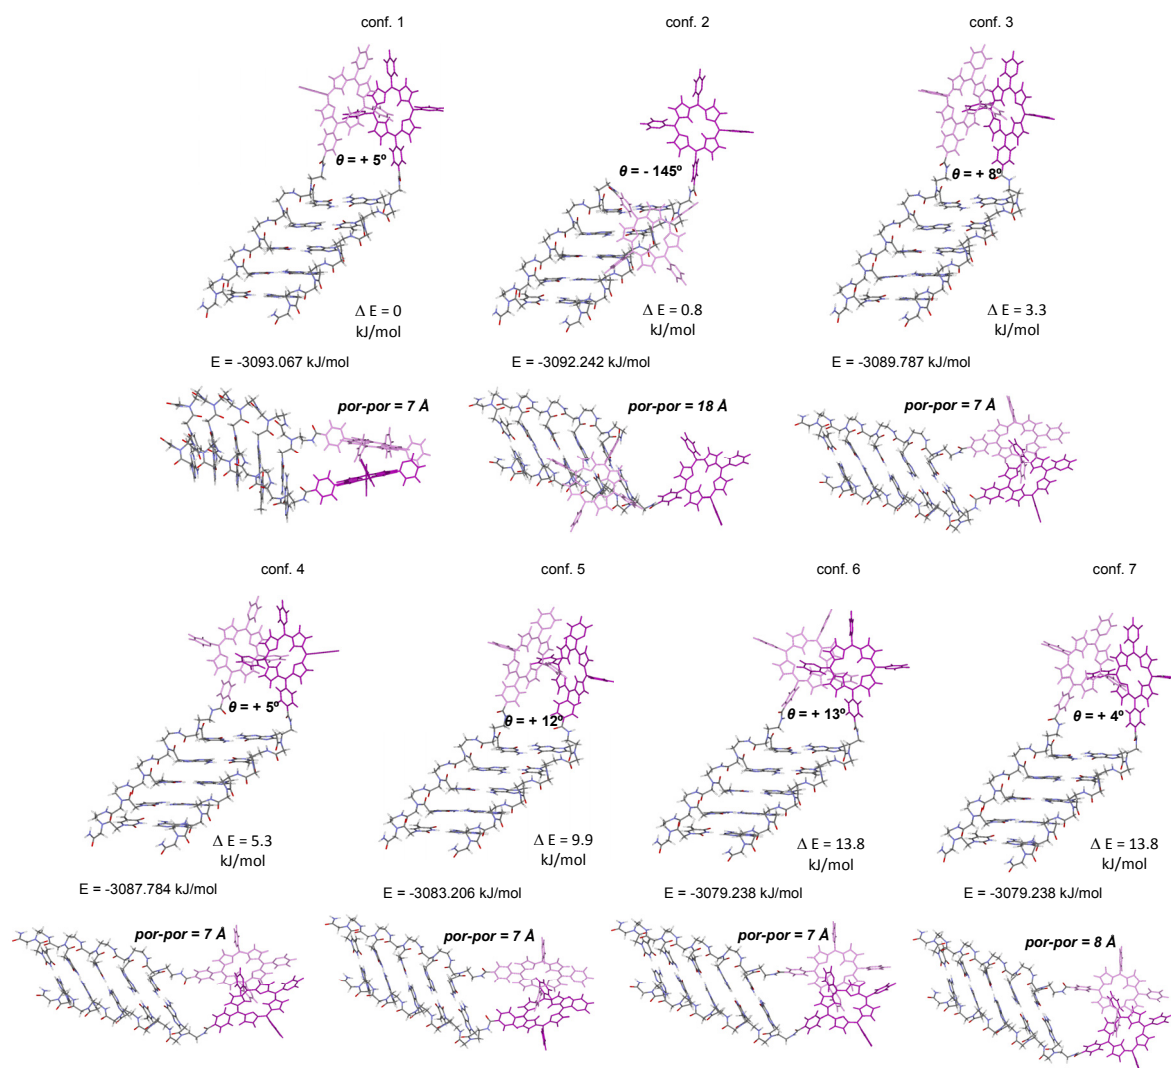 conf. 1
conf. 2
conf. 3
θ = + 5º
θ = - 145º
θ = + 8º
Δ E = 0
kJ/mol
Δ E = 0.8
kJ/mol
Δ E = 3.3
kJ/mol
E = -3093.067 kJ/mol
E = -3092.242 kJ/mol
E = -3089.787 kJ/mol
por-por = 7 Å
por-por = 18 Å
por-por = 7 Å
conf. 4
conf. 5
conf. 6
conf. 7
θ = + 5º
θ = + 12º
θ = + 13º
θ = + 4º
Δ E = 5.3
kJ/mol
Δ E = 9.9
kJ/mol
Δ E = 13.8
kJ/mol
Δ E = 13.8
kJ/mol
E = -3087.784 kJ/mol
E = -3083.206 kJ/mol
E = -3079.238 kJ/mol
E = -3079.238 kJ/mol
por-por = 7 Å
por-por = 7 Å
por-por = 7 Å
por-por = 8 Å